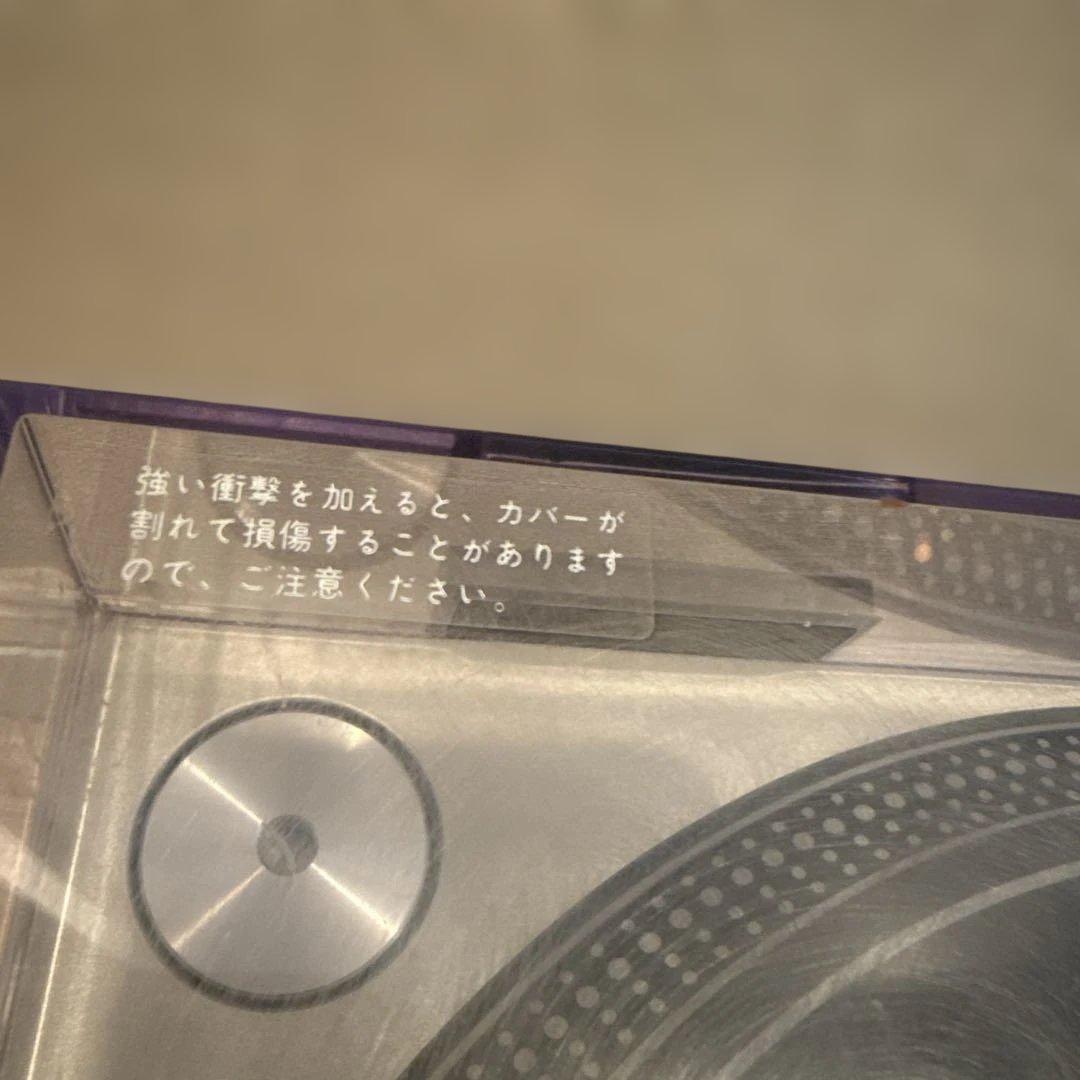 強い衝撃を加えると、カバーが
割れて損傷することがあります
ので、ご注意ください。